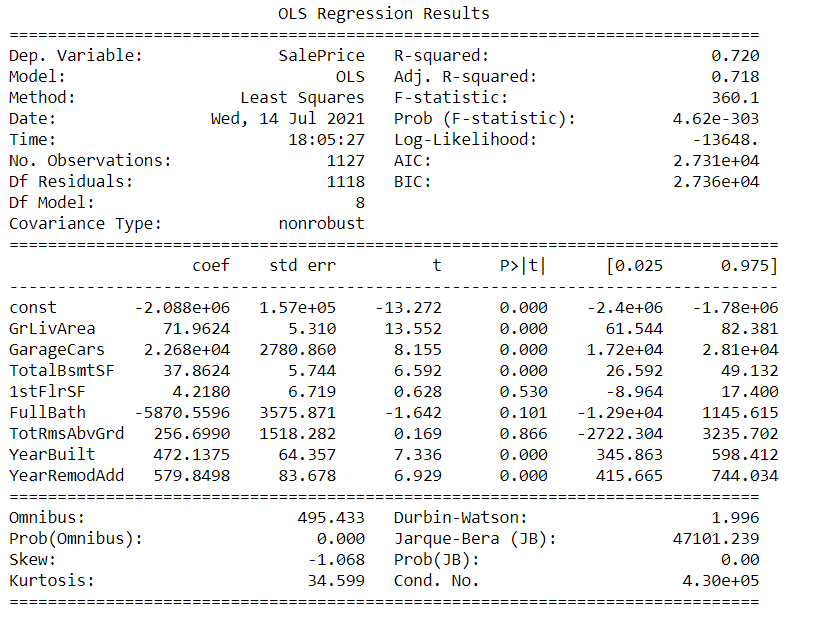 OLS Regression Results
==============================================================================
Dep. Variable:              SalePrice   R-squared:                       0.720
Model:                            OLS   Adj. R-squared:                  0.718
Method:                 Least Squares   F-statistic:                     360.1
Date:                Wed, 14 Jul 2021   Prob (F-statistic):          4.62e-303
Time:                        18:05:27   Log-Likelihood:                -13648.
No. Observations:                1127   AIC:                         2.731e+04
Df Residuals:                    1118   BIC:                         2.736e+04
Df Model:                           8
Covariance Type:            nonrobust
================================================================================
                   coef    std err          t      P>|t|      [0.025      0.975]
--------------------------------------------------------------------------------
const        -2.088e+06   1.57e+05    -13.272      0.000    -2.4e+06   -1.78e+06
GrLivArea       71.9624      5.310     13.552      0.000      61.544      82.381
GarageCars    2.268e+04   2780.860      8.155      0.000    1.72e+04    2.81e+04
TotalBsmtSF     37.8624      5.744      6.592      0.000      26.592      49.132
1stFlrSF         4.2180      6.719      0.628      0.530      -8.964      17.400
FullBath     -5870.5596   3575.871     -1.642      0.101   -1.29e+04    1145.615
TotRmsAbvGrd   256.6990   1518.282      0.169      0.866   -2722.304    3235.702
YearBuilt      472.1375     64.357      7.336      0.000     345.863     598.412
YearRemodAdd   579.8498     83.678      6.929      0.000     415.665     744.034
==============================================================================
Omnibus:                      495.433   Durbin-Watson:                   1.996
Prob(Omnibus):                  0.000   Jarque-Bera (JB):            47101.239
Skew:                          -1.068   Prob(JB):                         0.00
Kurtosis:                      34.599   Cond. No.                     4.30e+05
==============================================================================